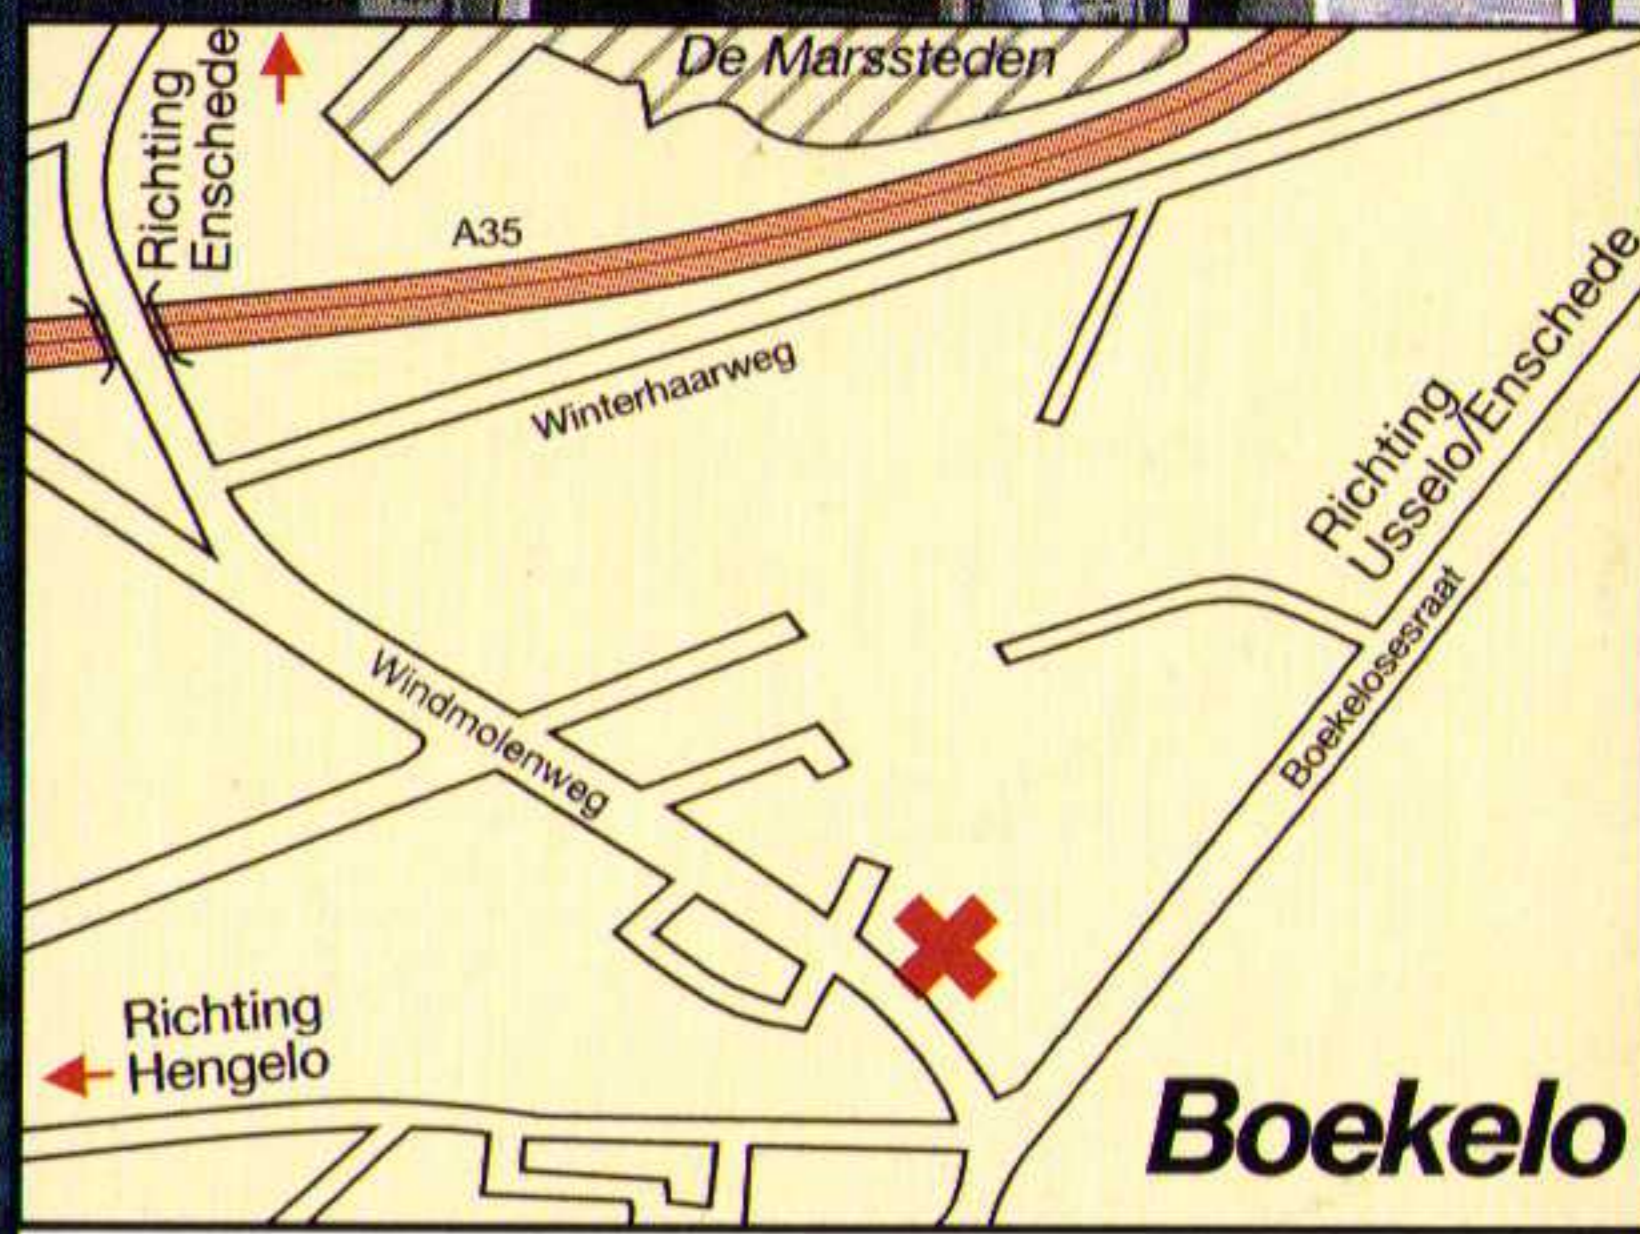 De Marssteden
Richting
Enschede
A35
Winterhaarweg
Richting
Usselo/Enschede
Boekelosesraat
Windmolenweg
Richting
Hengelo
Boekelo